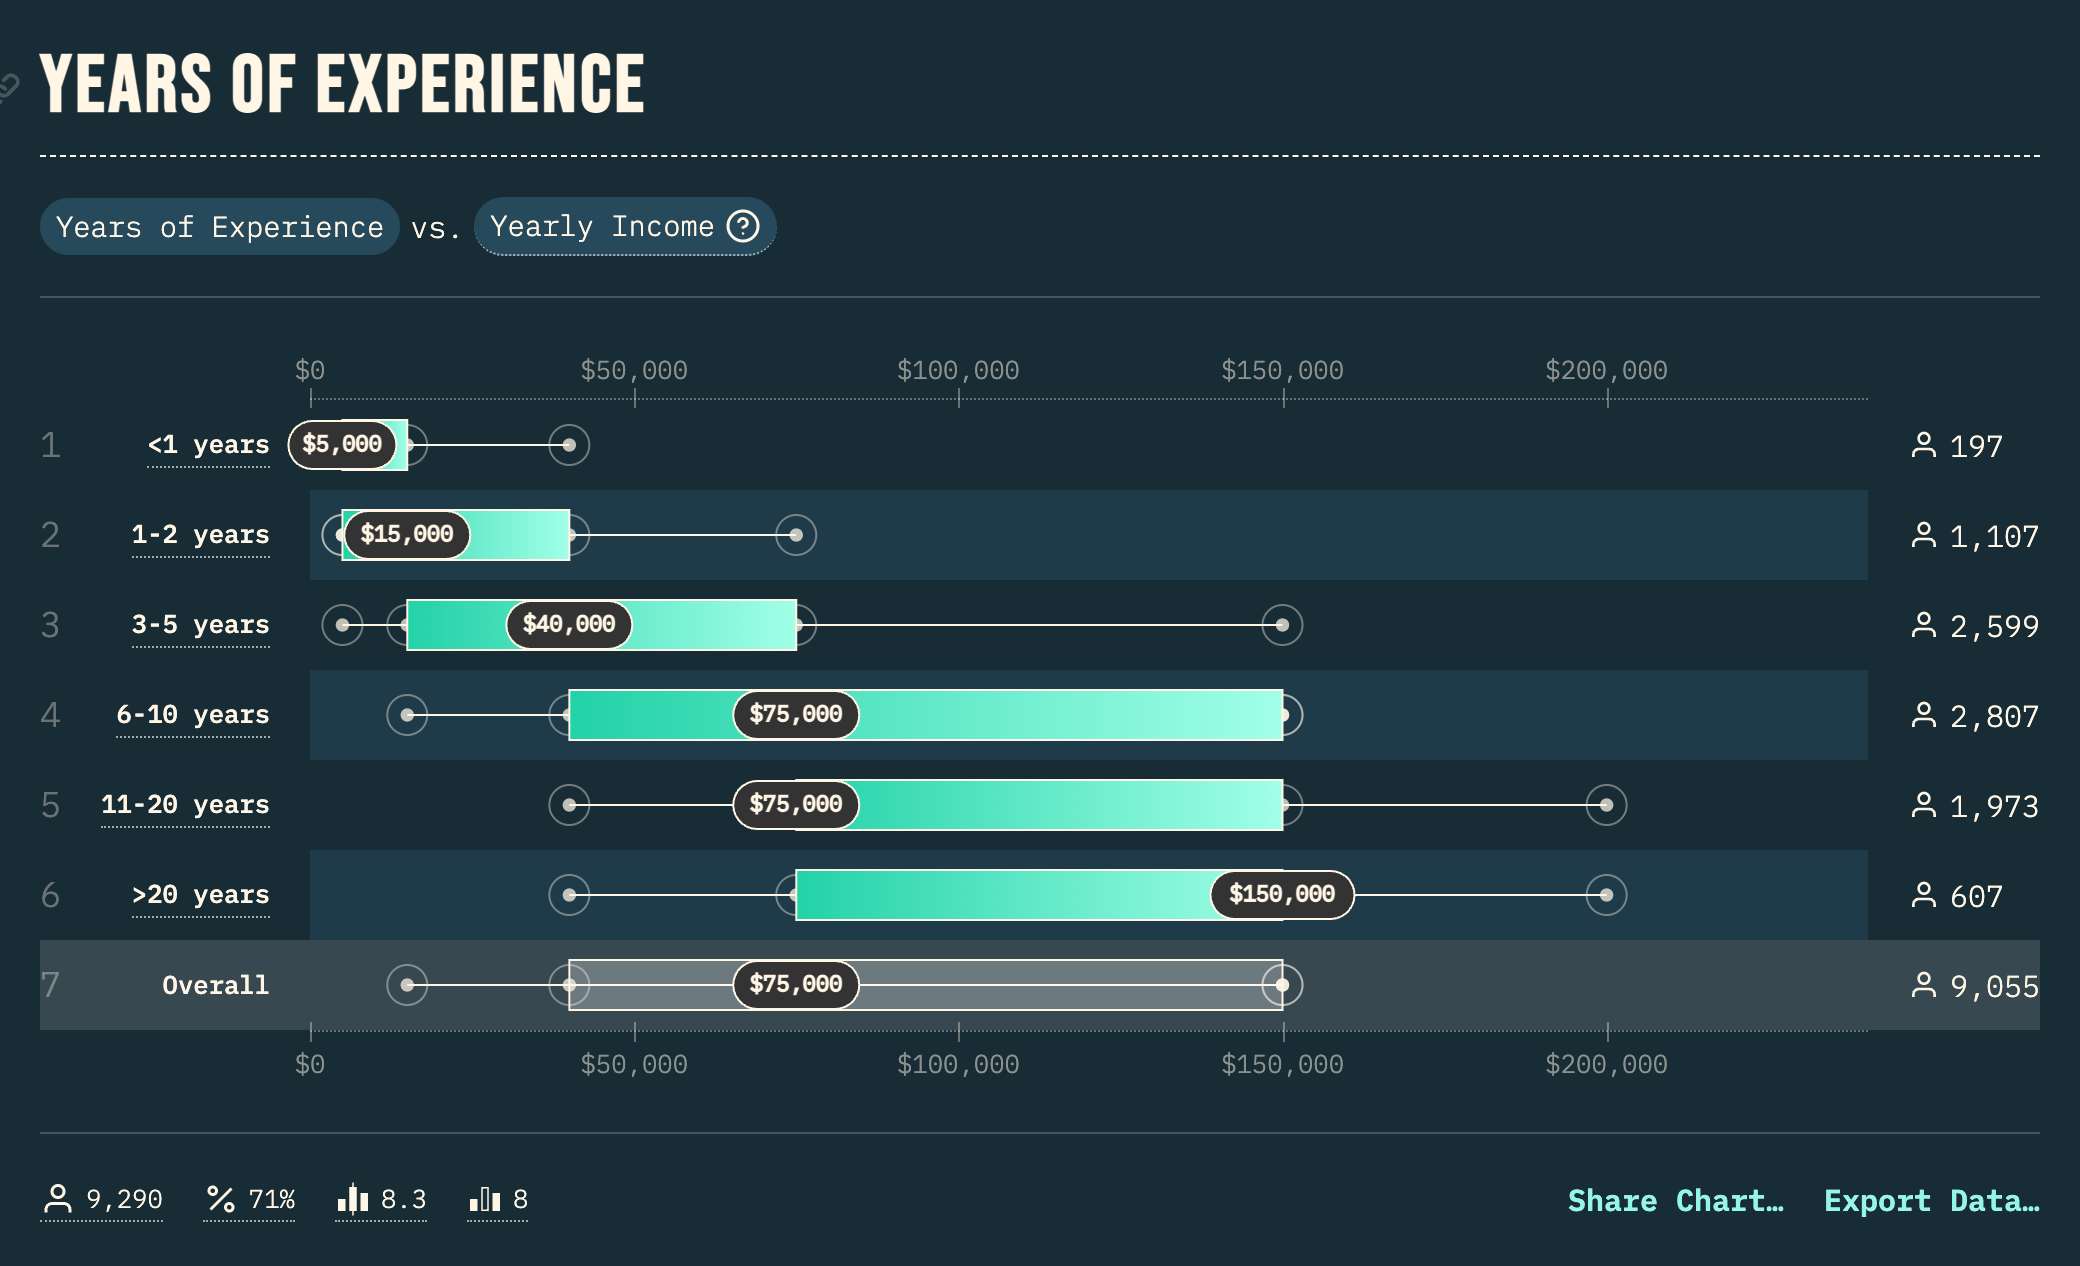 YEARS OF EXPERIENCE
Years of Experience vs. Yearly Income ?
$0 $50,000 $100,000 $150,000 $200,000
1 <1 years $5,000 197
2 1-2 years $15,000 1,107
3 3-5 years $40,000 2,599
4 6-10 years $75,000 2,807
5 11-20 years $75,000 1,973
6 >20 years $150,000 607
7 Overall $75,000 9,055
$0 $50,000 $100,000 $150,000 $200,000
9,290 % 71% 8.3 8 Share Chart… Export Data…